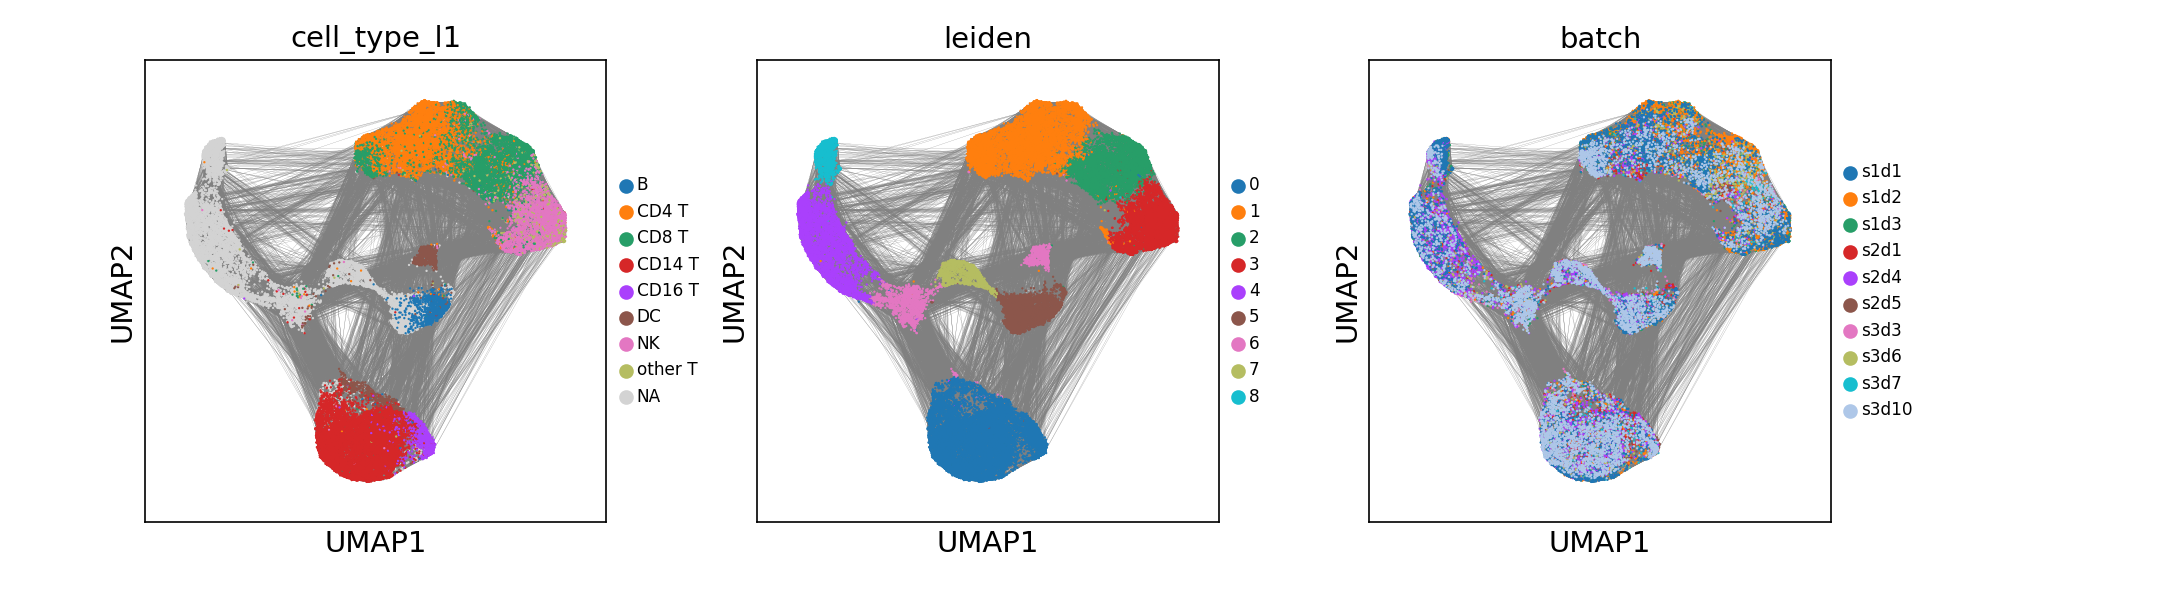 cell_type_l1
UMAP2
UMAP1
B
CD4 T
CD8 T
CD14 T
CD16 T
DC
NK
other T
NA
leiden
UMAP2
UMAP1
0
1
2
3
4
5
6
7
8
batch
UMAP2
UMAP1
s1d1
s1d2
s1d3
s2d1
s2d4
s2d5
s3d3
s3d6
s3d7
s3d10